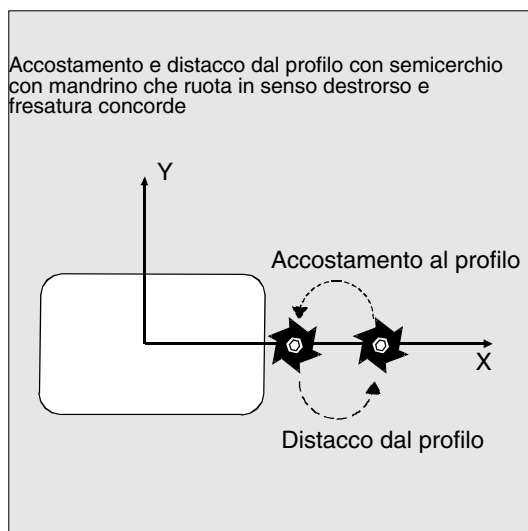 Accostamento e distacco dal profilo con semicerchio
con mandrino che ruota in senso destrorso e
fresatura concorde
Y
Accostamento al profilo
X
Distacco dal profilo